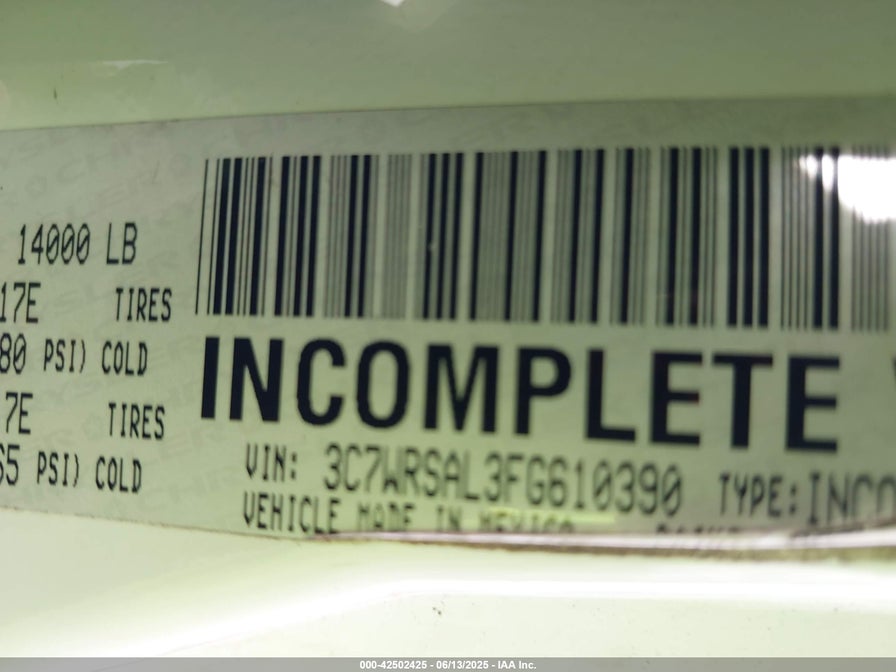 14000 LB
17E TIRES
80 PSI) COLD
7E TIRES
65 PSI) COLD
INCOMPLETE
VIN: 3C7WRSAL3FG610390 TYPE:INCO
VEHICLE MADE IN MEXICO
000-42502425 - 06/13/2025 - IAA Inc.